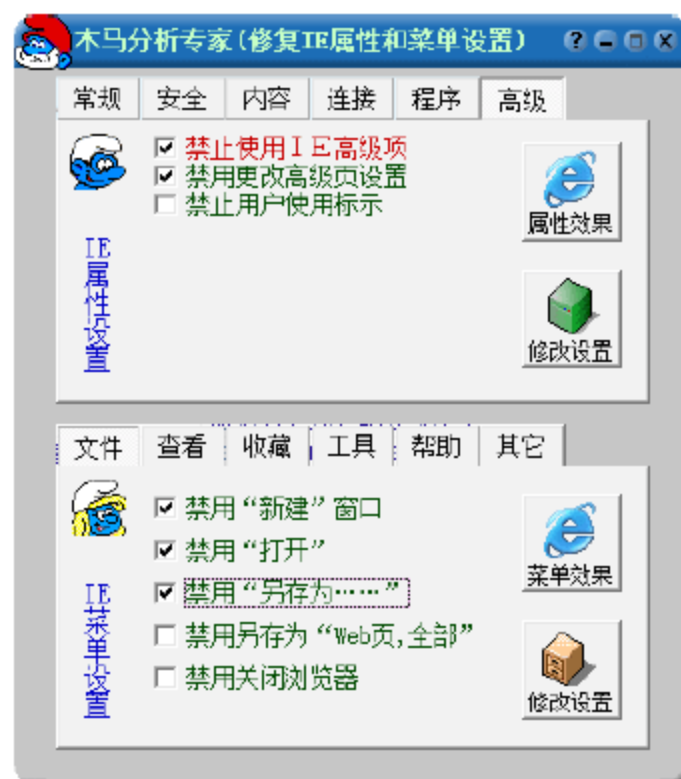 木马分析专家(修复IE属性和菜单设置)
常规 安全 内容 连接 程序 高级
禁止使用IE高级项
禁用更改高级页设置
禁止用户使用标示
属性效果
IE属性设置
修改设置
文件 查看 收藏 工具 帮助 其它
禁用“新建”窗口
禁用“打开”
禁用“另存为……”
菜单效果
IE菜单设置
禁用另存为“Web页,全部”
禁用关闭浏览器
修改设置